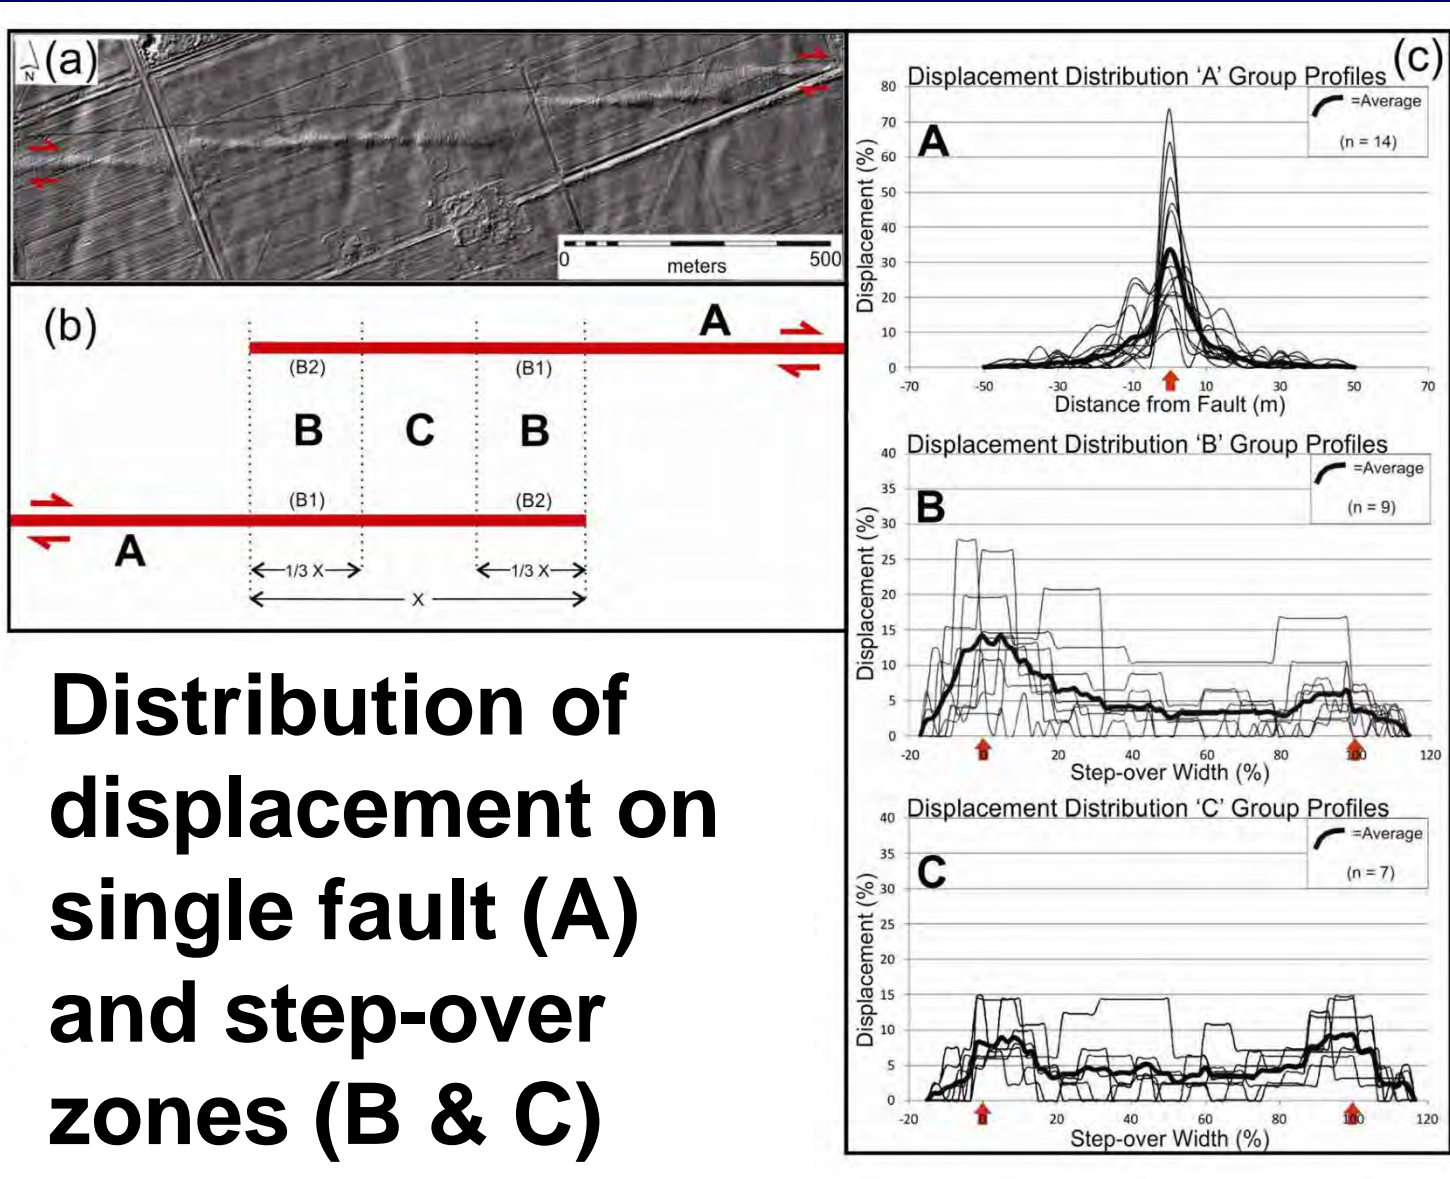 (a)
N
0 meters 500
(b)
A
(B2) (B1)
B C B
(B1) (B2)
A
1/3 X 1/3 X
X
Distribution of
displacement on
single fault (A)
and step-over
zones (B & C)
(c)
Displacement Distribution ‘A’ Group Profiles
A
=Average
(n = 14)
Displacement (%)
80
70
60
50
40
30
20
10
0
-70 -50 -30 -10 10 30 50 70
Distance from Fault (m)
Displacement Distribution ‘B’ Group Profiles
B
=Average
(n = 9)
Displacement (%)
40
35
30
25
20
15
10
5
0
-20 0 20 40 60 80 100 120
Step-over Width (%)
Displacement Distribution ‘C’ Group Profiles
C
=Average
(n = 7)
Displacement (%)
40
35
30
25
20
15
10
5
0
-20 0 20 40 60 80 100 120
Step-over Width (%)